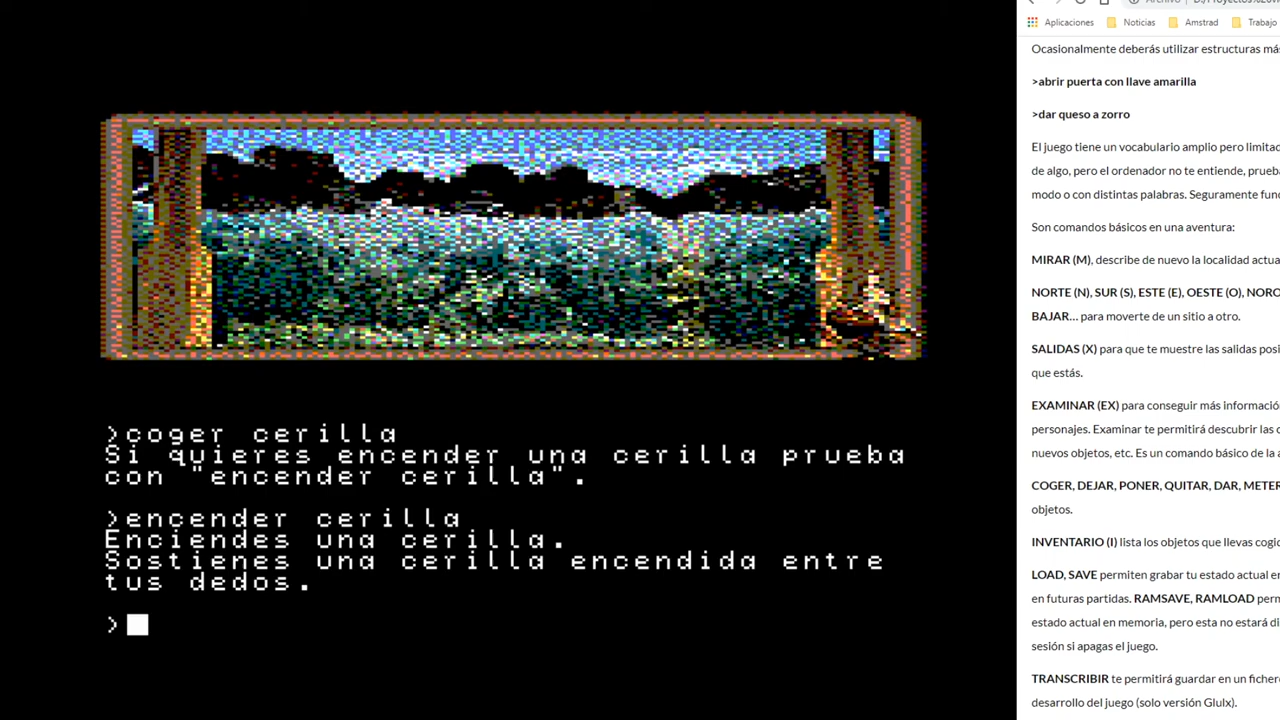 >coger cerilla
Si quieres encender una cerilla prueba
con "encender cerilla".
>encender cerilla
Enciendes una cerilla.
Sostienes una cerilla encendida entre
tus dedos.
>
Aplicaciones
Noticias
Amstrad
Trabajo
Ocasionalmente deberás utilizar estructuras más
>abrir puerta con llave amarilla
>dar queso a zorro
El juego tiene un vocabulario amplio pero limitad
de algo, pero el ordenador no te entiende, prueba
modo o con distintas palabras. Seguramente
Son comandos básicos en una aventura:
MIRAR (M), describe de nuevo la localidad actua
NORTE (N), SUR (S), ESTE (E), OESTE (O), NORO
BAJAR... para moverte de un sitio a otro.
SALIDAS (X) para que te muestre las salidas posi
que estás.
EXAMINAR (EX) para conseguir más informació
personajes. Examinar te permitirá descubrir las
nuevos objetos, etc. Es un comando básico de la
COGER, DEJAR, PONER, QUITAR, DAR, METER
objetos.
INVENTARIO (I) lista los objetos que llevas cogid
LOAD, SAVE permiten grabar tu estado actual en
en futuras partidas. RAMSAVE, RAMLOAD perm
estado actual en memoria, pero esta no estará di
sesión si apagas el juego.
TRANSCRIBIR te permitirá guardar en un fichero
desarrollo del juego (solo versión Glulx).